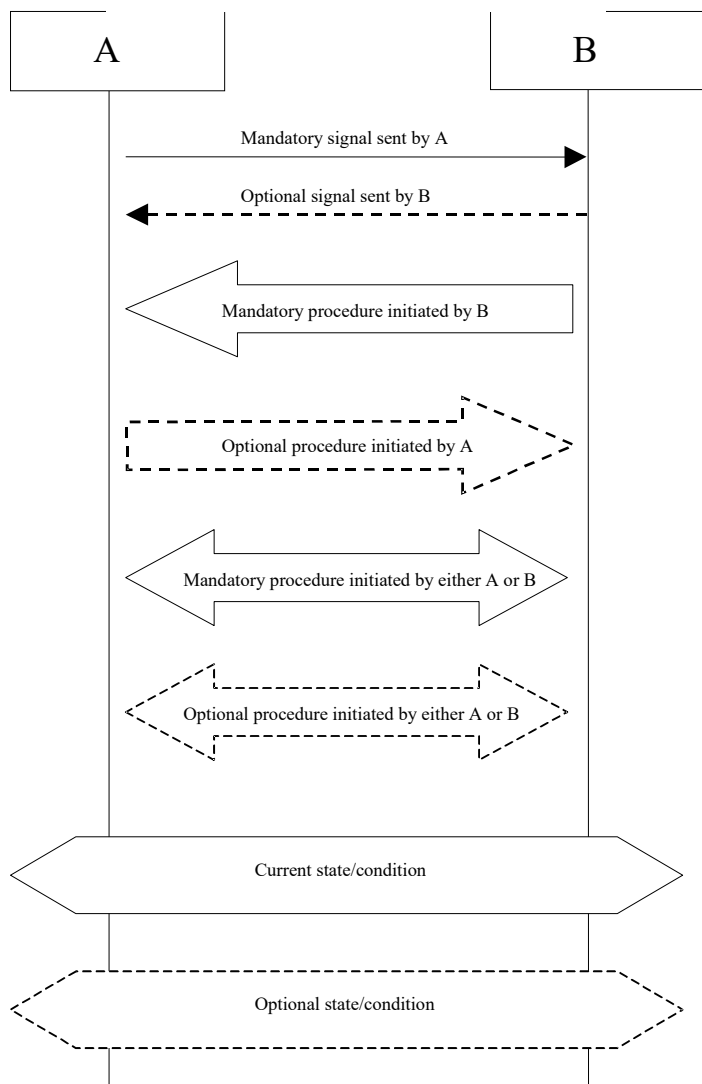 A
B
Mandatory signal sent by A
Optional signal sent by B
Mandatory procedure initiated by B
Optional procedure initiated by A
Mandatory procedure initiated by either A or B
Optional procedure initiated by either A or B
Current state/condition
Optional state/condition